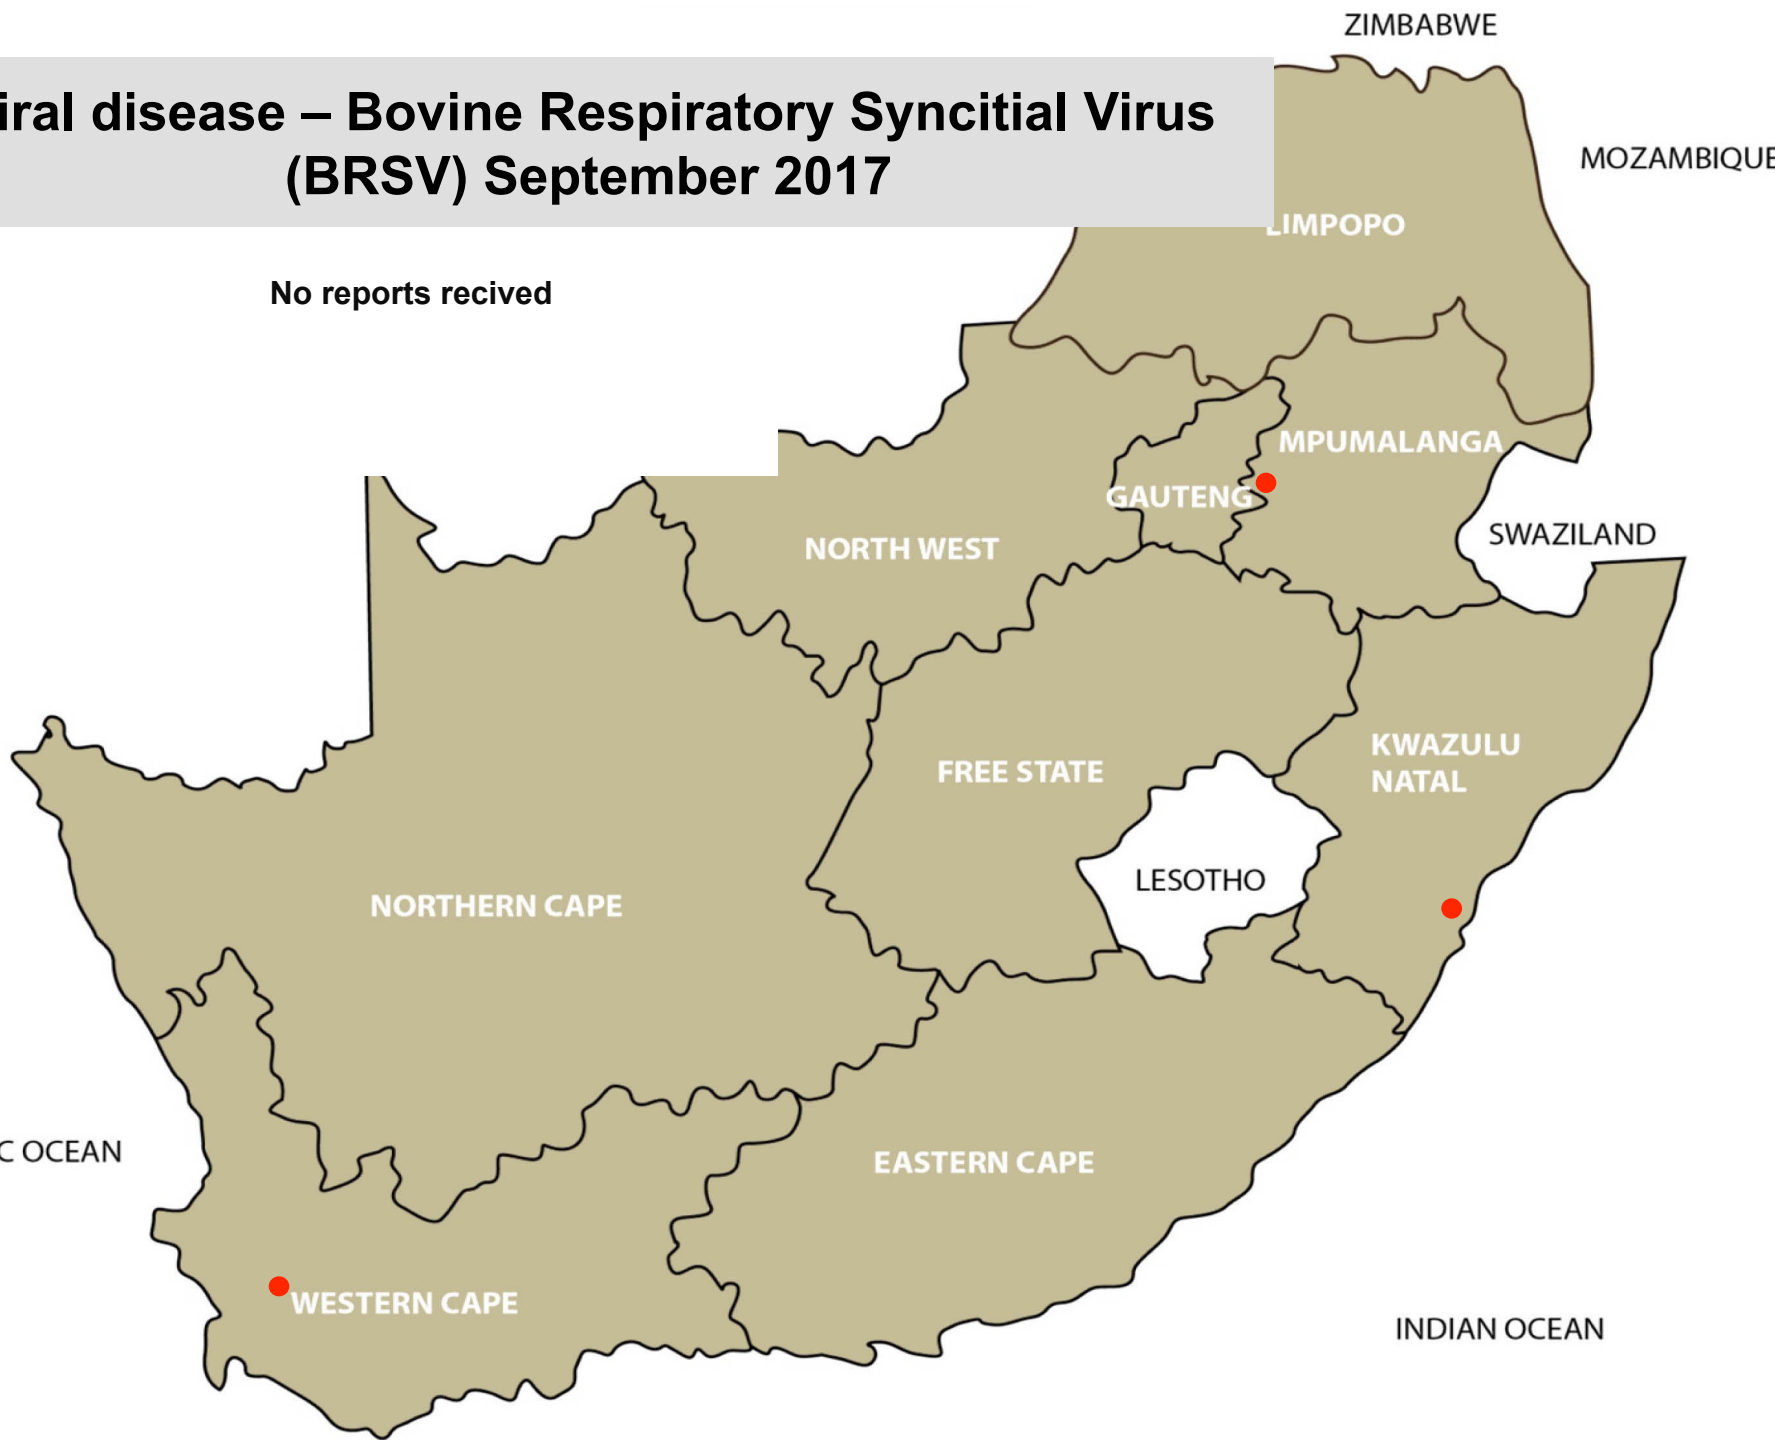 ZIMBABWE
iral disease – Bovine Respiratory Syncitial Virus
(BRSV) September 2017
MOZAMBIQUE
LIMPOPO
No reports recived
MPUMALANGA
GAUTENG
SWAZILAND
NORTH WEST
KWAZULU
NATAL
FREE STATE
LESOTHO
NORTHERN CAPE
C OCEAN
EASTERN CAPE
WESTERN CAPE
INDIAN OCEAN